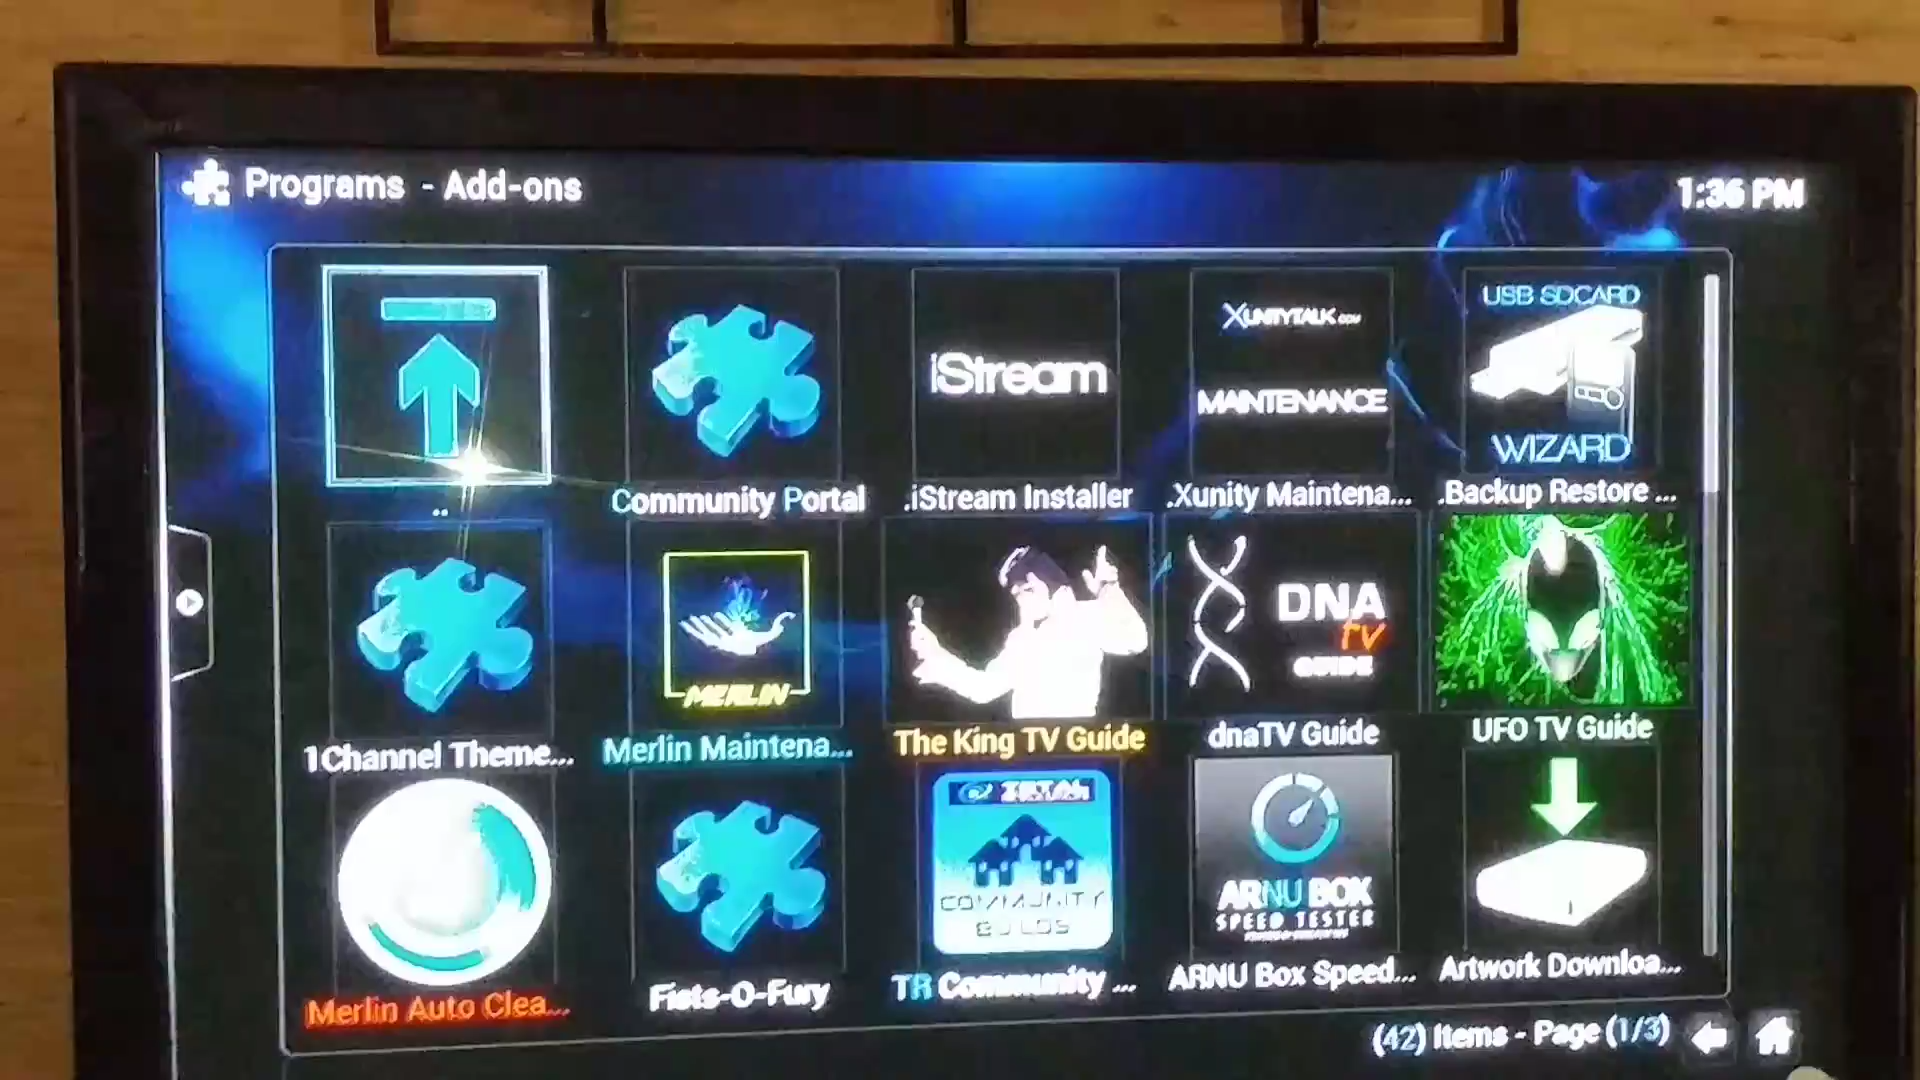 Programs - Add-ons
1:36 PM
USB SDCARD
WIZARD
XUNITYTALK.COM
MAINTENANCE
iStream
..
Community Portal
.iStream Installer
.Xunity Maintena...
.Backup Restore ...
MERLIN
DNA
TV
GUIDE
1Channel Theme...
Merlin Maintena...
The King TV Guide
dnaTV Guide
UFO TV Guide
COMMUNITY
BUILDS
ARNU BOX
SPEED TESTER
Merlin Auto Clea...
Fists-O-Fury
TR Community ...
ARNU Box Speed...
Artwork Downloa...
(42) Items - Page (1/3)